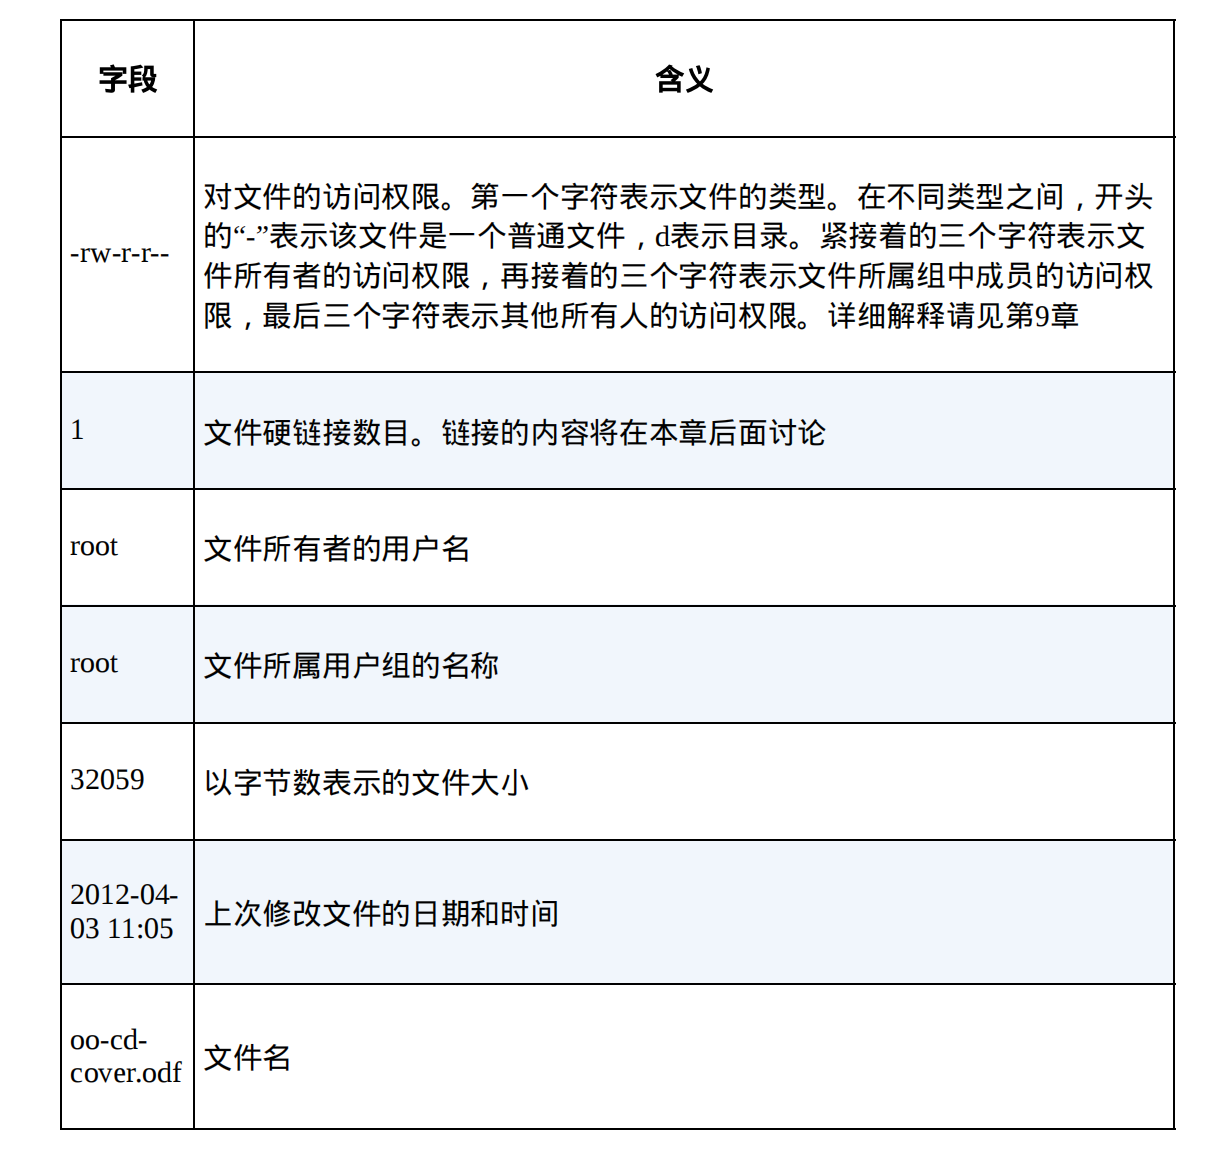 字段
含义
-rw-r-r--
对文件的访问权限。第一个字符表示文件的类型。在不同类型之间，开头
的“-”表示该文件是一个普通文件，d表示目录。紧接着的三个字符表示文
件所有者的访问权限，再接着的三个字符表示文件所属组中成员的访问权
限，最后三个字符表示其他所有人的访问权限。详细解释请见第9章
1
文件硬链接数目。链接的内容将在本章后面讨论
root
文件所有者的用户名
root
文件所属用户组的名称
32059
以字节数表示的文件大小
2012-04-
03 11:05
上次修改文件的日期和时间
oo-cd-
cover.odf
文件名